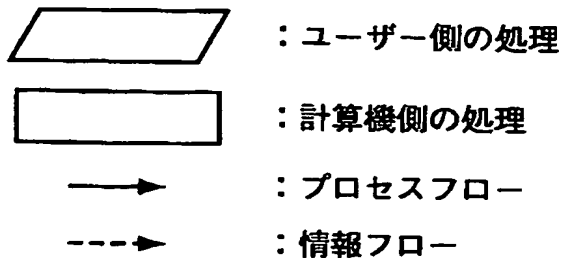 ：ユーザー側の処理
：計算機側の処理
：プロセスフロー
：情報フロー